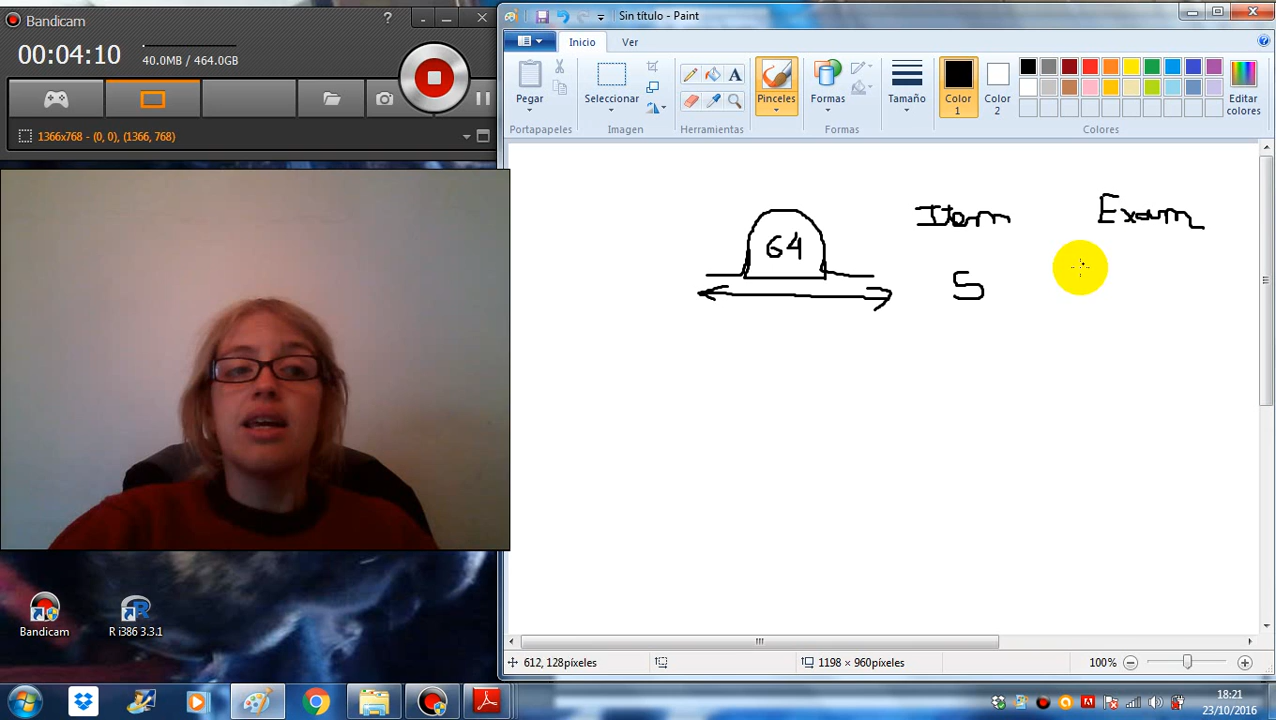 Bandicam
?
00:04:10
40.0MB / 464.0GB
1366x768 - (0, 0), (1366, 768)
Sin título - Paint
Inicio
Ver
Pegar
Seleccionar
A
Pinceles
Formas
Tamaño
Color 1
Color 2
Editar colores
Portapapeles
Imagen
Herramientas
Formas
Colores
64
Item
Exam
5
Bandicam
R i386 3.3.1
612, 128píxeles
1198 × 960píxeles
100%
18:21
23/10/2016